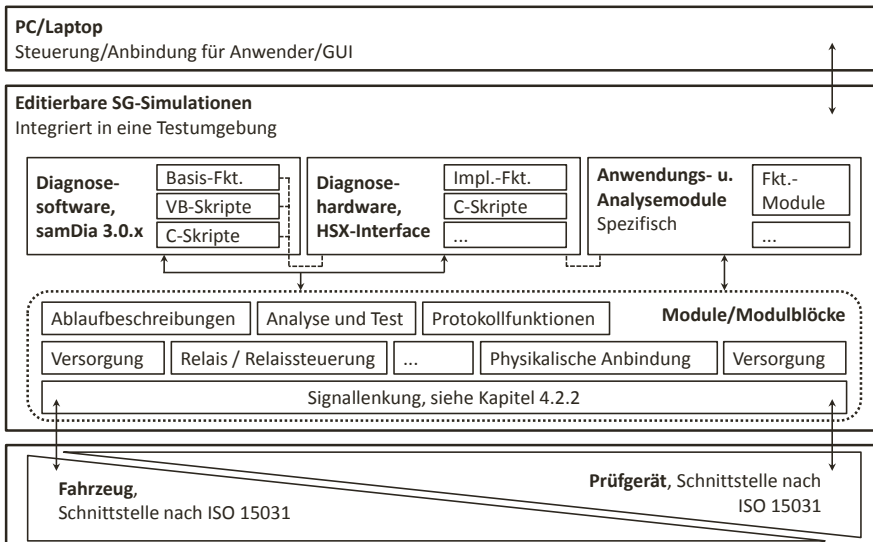 PC/Laptop
Steuerung/Anbindung für Anwender/GUI
Editierbare SG-Simulationen
Integriert in eine Testumgebung
Diagnose-
software,
samDia 3.0.x
Basis-Fkt.
VB-Skripte
C-Skripte
Diagnose-
hardware,
HSX-Interface
Impl.-Fkt.
C-Skripte
...
Anwendungs- u.
Analysemodule
Spezifisch
Fkt.-
Module
...
Ablaufbeschreibungen
Analyse und Test
Protokollfunktionen
Module/Modulblöcke
Versorgung
Relais / Relaissteuerung
...
Physikalische Anbindung
Versorgung
Signallenkung, siehe Kapitel 4.2.2
Fahrzeug,
Schnittstelle nach ISO 15031
Prüfgerät, Schnittstelle nach
ISO 15031